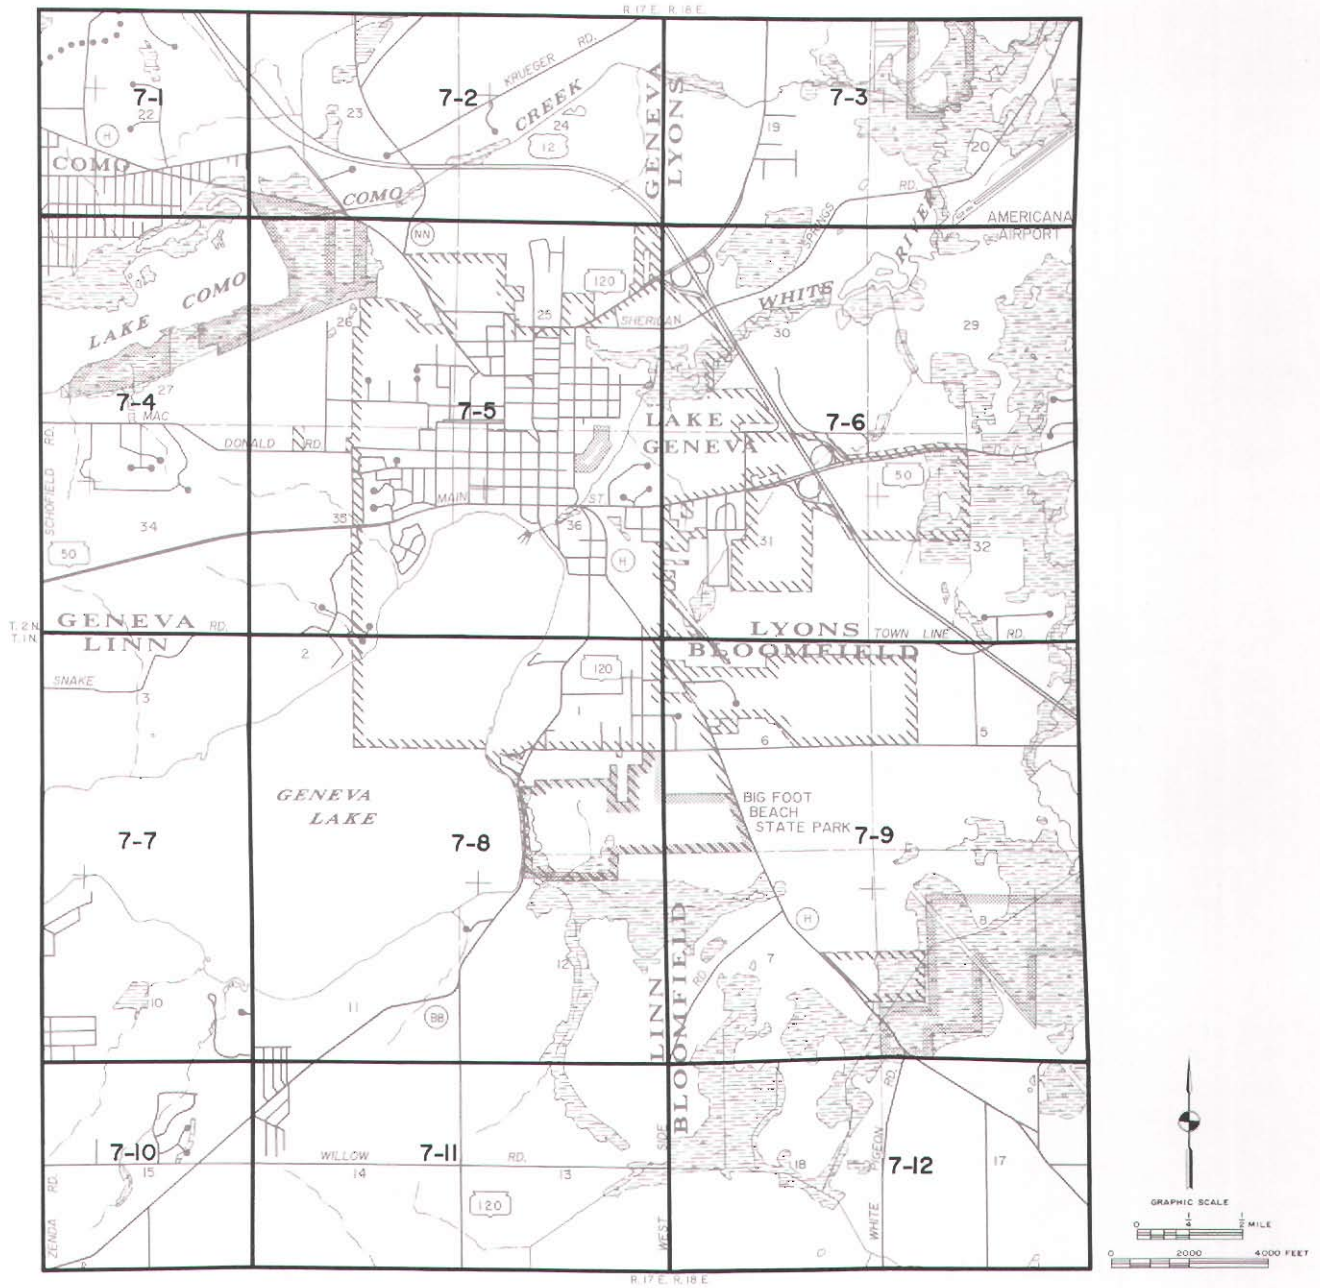 R. 17 E. R. 18 E.
7-1
22
H
COMO
23
7-2
KRUEGER RD.
CREEK
24
12
COMO
GENEVA
LYONS
7-3
19
20
RD.
SPRINGS
AMERICANA
AIRPORT
RIVER
WHITE
NN
120
25
SHERIDAN
30
29
LAKE COMO
26
27
7-4
MAC
DONALD RD.
7-5
LAKE
GENEVA
7-6
50
SCHOFIELD RD.
34
35
MAIN ST.
36
H
31
32
50
T. 2 N.
T. 1 N.
GENEVA
LINN
RD.
SNAKE
2
3
LYONS
BLOOMFIELD
TOWN LINE RD.
120
1
6
5
GENEVA
LAKE
BIG FOOT
BEACH
STATE PARK
7-7
7-8
7-9
H
8
7
RD.
10
11
12
BB
LINN
BLOOMFIELD
7-10
15
ZENDA RD.
7-11
WILLOW RD.
14
13
120
WEST SIDE
18
WHITE PIGEON RD.
7-12
17
R. 17 E. R. 18 E.
GRAPHIC SCALE
0 MILE
0 2000 4000 FEET